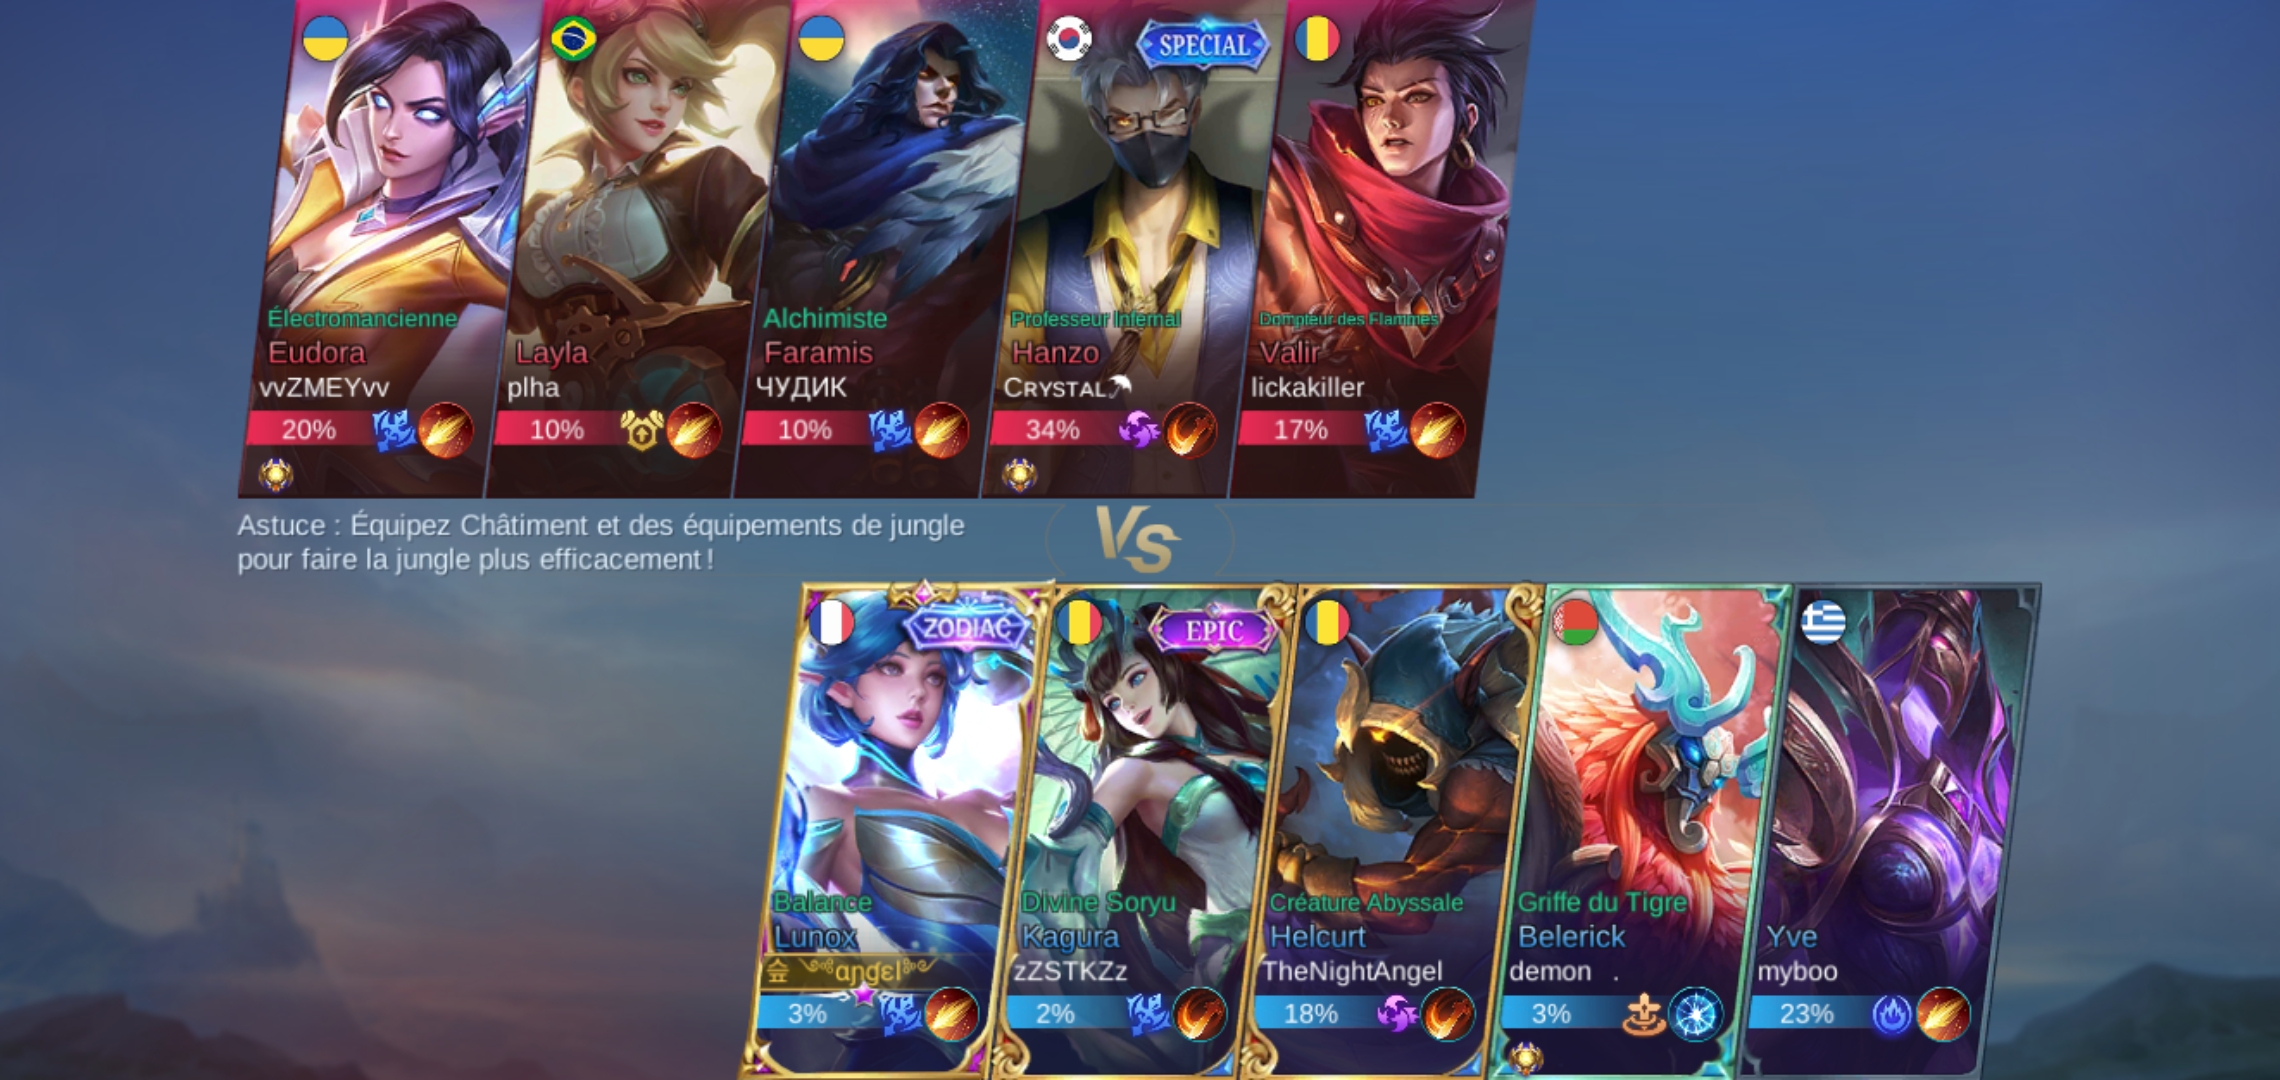 SPECIAL
Électromancienne
Eudora
vvZMEYvv
20%
Layla
plha
10%
Alchimiste
Faramis
ЧУДИК
10%
Professeur Infernal
Hanzo
Crystal
34%
Dompteur des Flammes
Valir
lickakiller
17%
Astuce : Équipez Châtiment et des équipements de jungle
pour faire la jungle plus efficacement !
VS
ZODIAC
Balance
Lunox
숲 ༺αɳɠɛl༻
3%
EPIC
Divine Soryu
Kagura
zZSTKZz
2%
Créature Abyssale
Helcurt
TheNightAngel
18%
Griffe du Tigre
Belerick
demon .
3%
Yve
myboo
23%